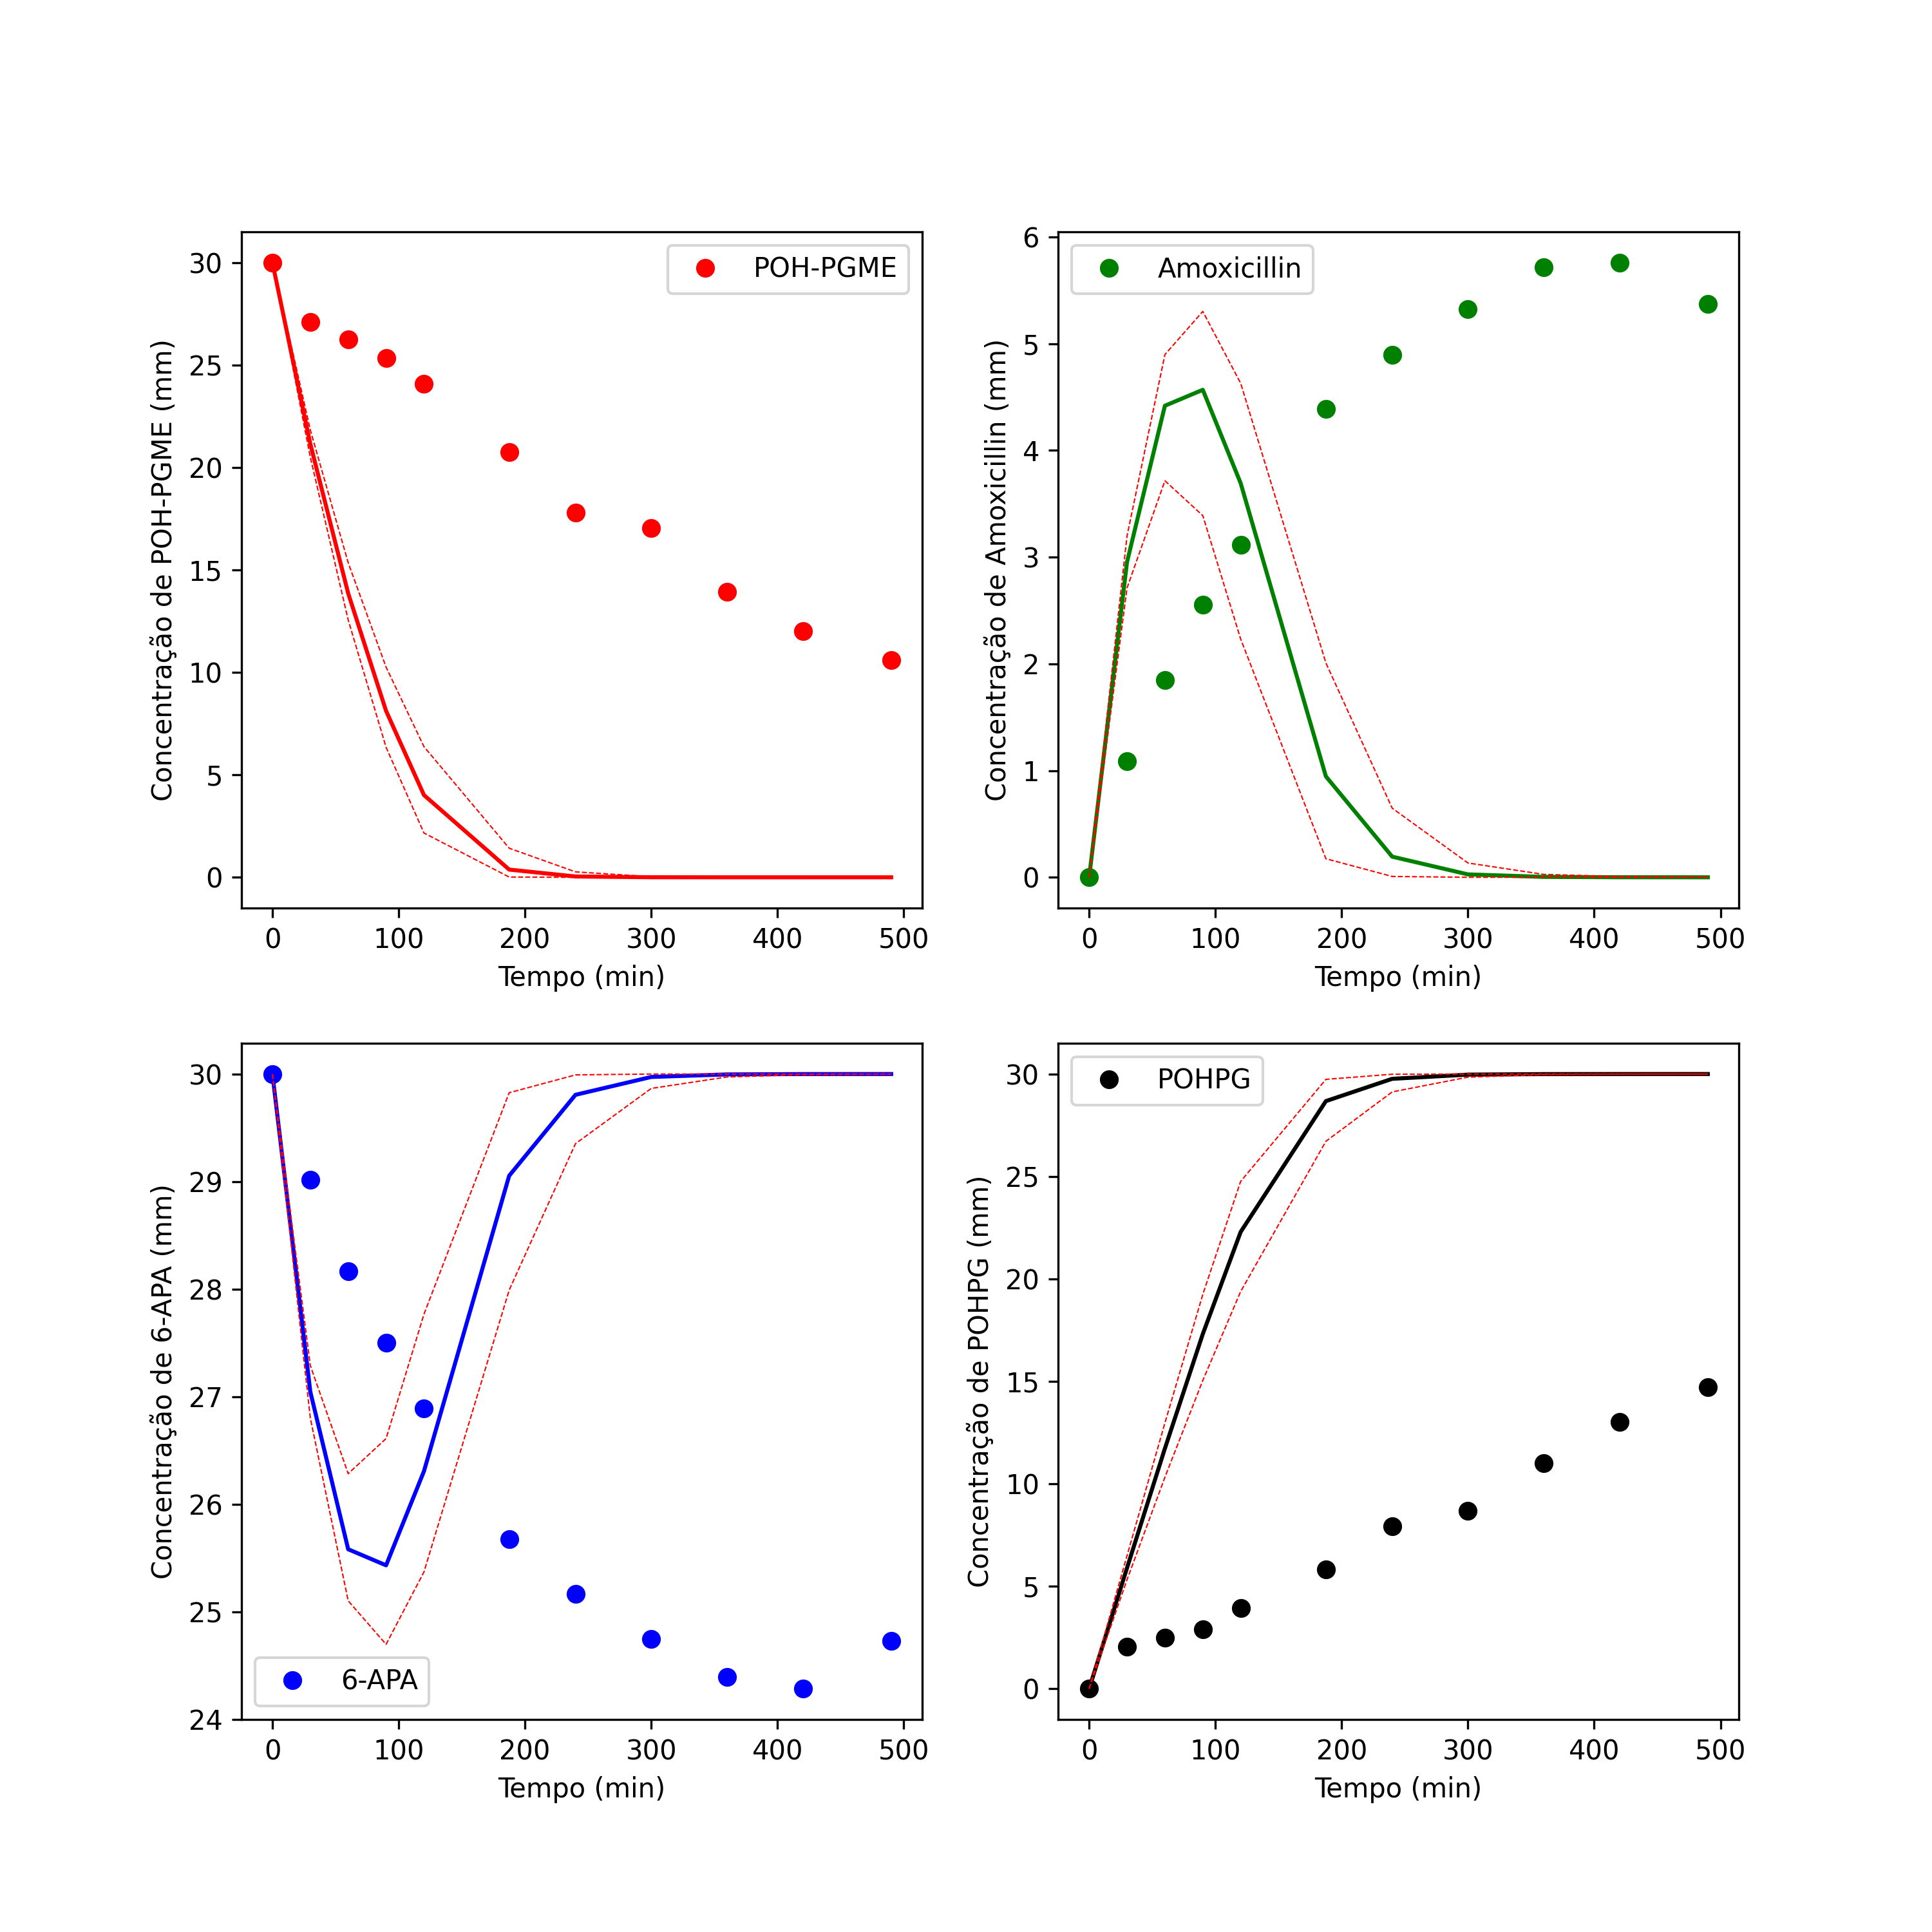 POH-PGME
Concentração de POH-PGME (mm)
30
25
20
15
10
5
0
0 100 200 300 400 500
Tempo (min)
Amoxicillin
Concentração de Amoxicillin (mm)
6
5
4
3
2
1
0
0 100 200 300 400 500
Tempo (min)
Concentração de 6-APA (mm)
30
29
28
27
26
25
24
6-APA
0 100 200 300 400 500
Tempo (min)
POHPG
Concentração de POHPG (mm)
30
25
20
15
10
5
0
0 100 200 300 400 500
Tempo (min)